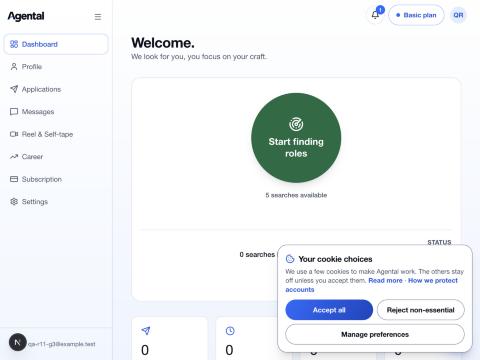 Agental
1
Basic plan
QR
Dashboard
Profile
Applications
Messages
Reel & Self-tape
Career
Subscription
Settings
N
qa-r11-g3@example.test
Welcome.
We look for you, you focus on your craft.
Start finding
roles
5 searches available
STATUS
0 searches
Your cookie choices
We use a few cookies to make Agental work. The others stay
off unless you accept them. Read more · How we protect
accounts
Accept all
Reject non-essential
Manage preferences
0
0